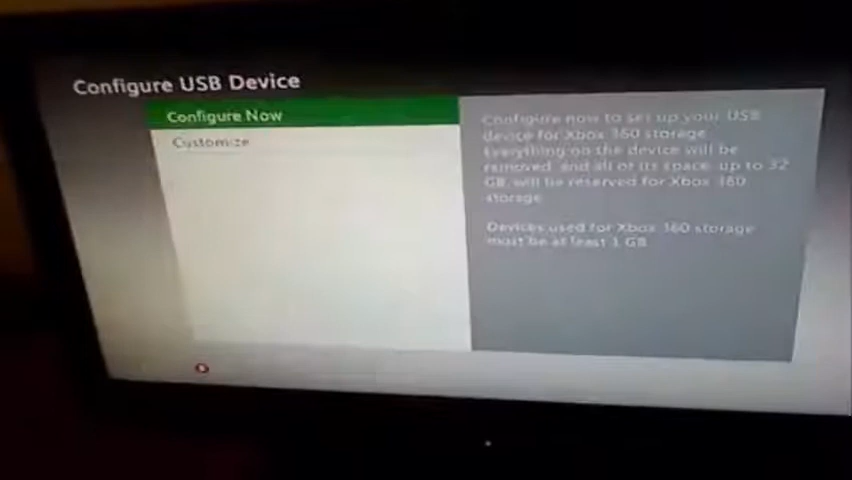 Configure USB Device
Configure Now
Customize
Configure now to set up your USB
device for Xbox 360 storage.
Everything on the device will be
removed, and all of its space, up to 32
GB, will be reserved for Xbox 360
storage.
Devices used for Xbox 360 storage
must be at least 1 GB.